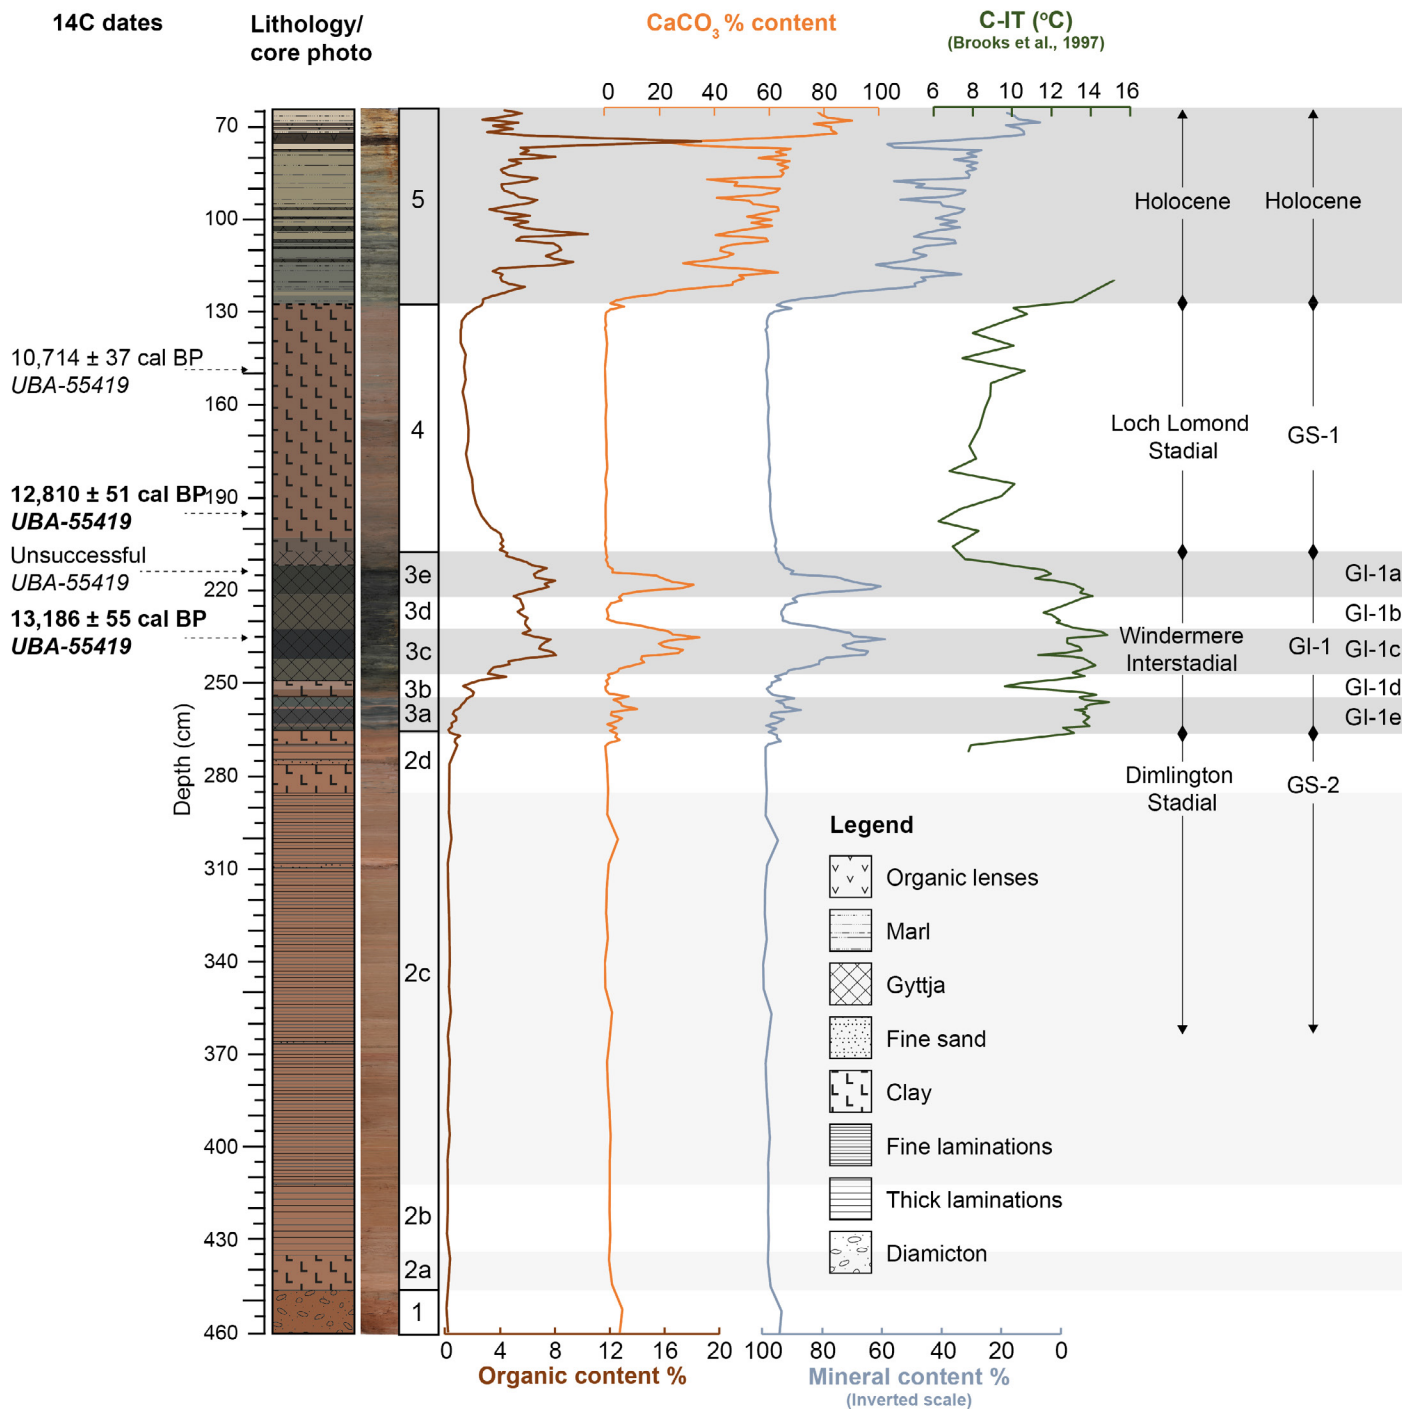 14C dates
Lithology/
core photo
CaCO3 % content
C-IT (°C)
(Brooks et al., 1997)
0 20 40 60 80 100
6 8 10 12 14 16
70
100
130
160
190
220
250
280
310
340
370
400
430
460
Depth (cm)
10,714 ± 37 cal BP
UBA-55419
12,810 ± 51 cal BP
UBA-55419
Unsuccessful
UBA-55419
13,186 ± 55 cal BP
UBA-55419
5
4
3e
3d
3c
3b
3a
2d
2c
2b
2a
1
Holocene
Holocene
Loch Lomond
Stadial
GS-1
Windermere
Interstadial
GI-1
GI-1a
GI-1b
GI-1c
GI-1d
GI-1e
Dimlington
Stadial
GS-2
Legend
Organic lenses
Marl
Gyttja
Fine sand
Clay
Fine laminations
Thick laminations
Diamicton
0 4 8 12 16 20
Organic content %
100 80 60 40 20 0
Mineral content %
(Inverted scale)